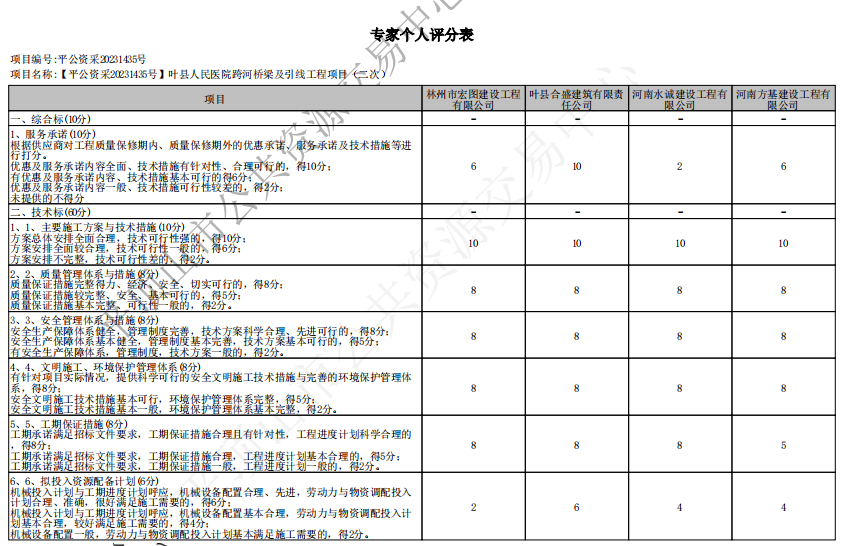 专家个人评分表
项目编号:平公资采20231435号
项目名称:【平公资采20231435号】叶县人民医院跨河桥梁及引线工程项目（二次）
项目 林州市宏图建设工程有限公司 叶县合盛建筑有限责任公司 河南水诚建设工程有限公司 河南方基建设工程有限公司
一、综合标(10分) - - - -
1、服务承诺(10分)
根据供应商对工程质量保修期内、质量保修期外的优惠承诺、服务承诺及技术措施等进
行打分。
优惠及服务承诺内容全面、技术措施有针对性、合理可行的，得10分；
有优惠及服务承诺内容、技术措施基本可行的得6分；
优惠及服务承诺内容一般、技术措施可行性较差的，得2分；
未提供的不得分
6 10 2 6
二、技术标(60分) - - - -
1、1、主要施工方案与技术措施(10分)
方案总体安排全面合理，技术可行性强的，得10分；
方案安排全面较合理，技术可行性一般的，得6分；
方案安排不完整，技术可行性差的，得2分。
10 10 10 10
2、2、质量管理体系与措施(8分)
质量保证措施完整得力、经济、安全、切实可行的，得8分；
质量保证措施较完整、安全、基本可行的，得5分；
质量保证措施基本完整、可行性一般的，得2分。
8 8 8 8
3、3、安全管理体系与措施(8分)
安全生产保障体系健全，管理制度完善，技术方案科学合理、先进可行的，得8分；
安全生产保障体系基本健全，管理制度基本完善，技术方案基本可行的，得5分；
有安全生产保障体系，管理制度，技术方案一般的，得2分。
8 8 8 8
4、4、文明施工、环境保护管理体系(8分)
有针对项目实际情况，提供科学可行的安全文明施工技术措施与完善的环境保护管理体
系，得8分；
安全文明施工技术措施基本可行，环境保护管理体系完整，得5分；
安全文明施工技术措施基本一般，环境保护管理体系基本完整，得2分。
8 8 8 8
5、5、工期保证措施(8分)
工期承诺满足招标文件要求，工期保证措施合理且有针对性，工程进度计划科学合理的
，得8分；
工期承诺满足招标文件要求，工期保证措施合理，工程进度计划基本合理的，得5分；
工期承诺满足招标文件要求，工期保证措施一般，工程进度计划一般的，得2分。
8 8 8 5
6、6、拟投入资源配备计划(6分)
机械投入计划与工期进度计划呼应，机械设备配置合理、先进，劳动力与物资调配投入
计划合理、准确，很好满足施工需要的，得6分；
机械投入计划与工期进度计划呼应，机械设备配置基本合理，劳动力与物资调配投入计
划基本合理，较好满足施工需要的，得4分；
机械设备配置一般，劳动力与物资调配投入计划基本满足施工需要的，得2分。
2 6 4 4
平顶山市公共资源交易中心
平顶山市公共资源交易中心